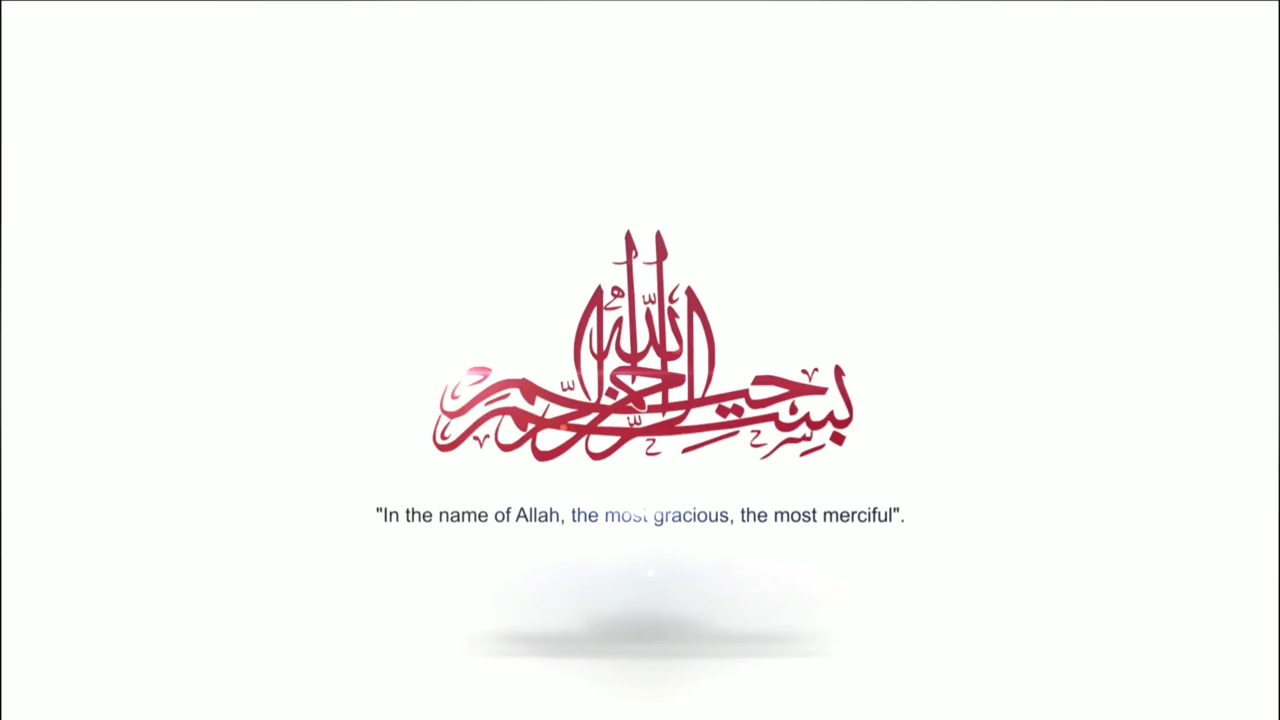 بسم الله الرحمن الرحيم
"In the name of Allah, the most gracious, the most merciful".